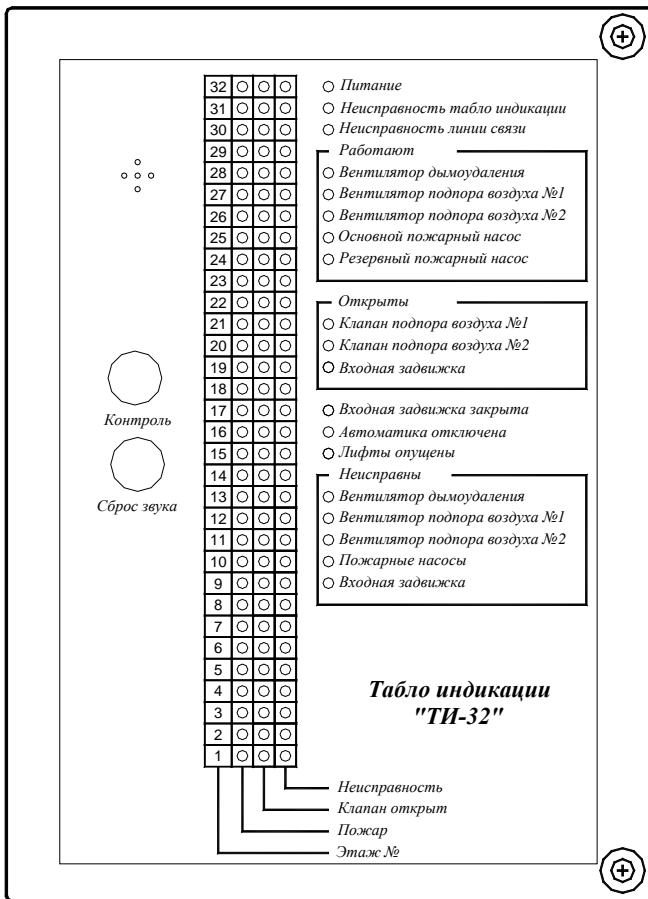 32
31
30
29
28
27
26
25
24
23
22
21
20
19
18
17
16
15
14
13
12
11
10
9
8
7
6
5
4
3
2
1
Питание
Неисправность табло индикации
Неисправность линии связи
Работают
Вентилятор дымоудаления
Вентилятор подпора воздуха №1
Вентилятор подпора воздуха №2
Основной пожарный насос
Резервный пожарный насос
Открыты
Клапан подпора воздуха №1
Клапан подпора воздуха №2
Входная задвижка
Входная задвижка закрыта
Автоматика отключена
Лифты опущены
Неисправны
Вентилятор дымоудаления
Вентилятор подпора воздуха №1
Вентилятор подпора воздуха №2
Пожарные насосы
Входная задвижка
Контроль
Сброс звука
Табло индикации
"ТИ-32"
Неисправность
Клапан открыт
Пожар
Этаж №